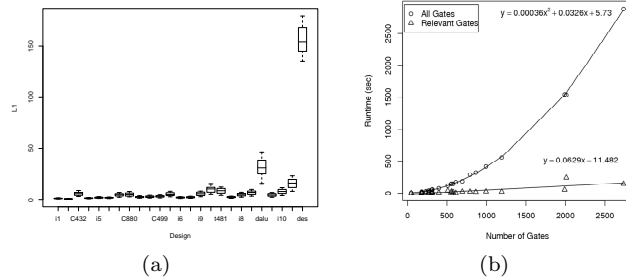 L1
150
100
50
0
i1 C432 i5 C880 C499 i6 i9 t481 i8 dalu i10 des
Design
(a)
All Gates
Relevant Gates
y = 0.00036x² + 0.0326x + 5.73
y = 0.0629x − 11.482
Runtime (sec)
2500
1500
500
0
0 500 1000 1500 2000 2500
Number of Gates
(b)